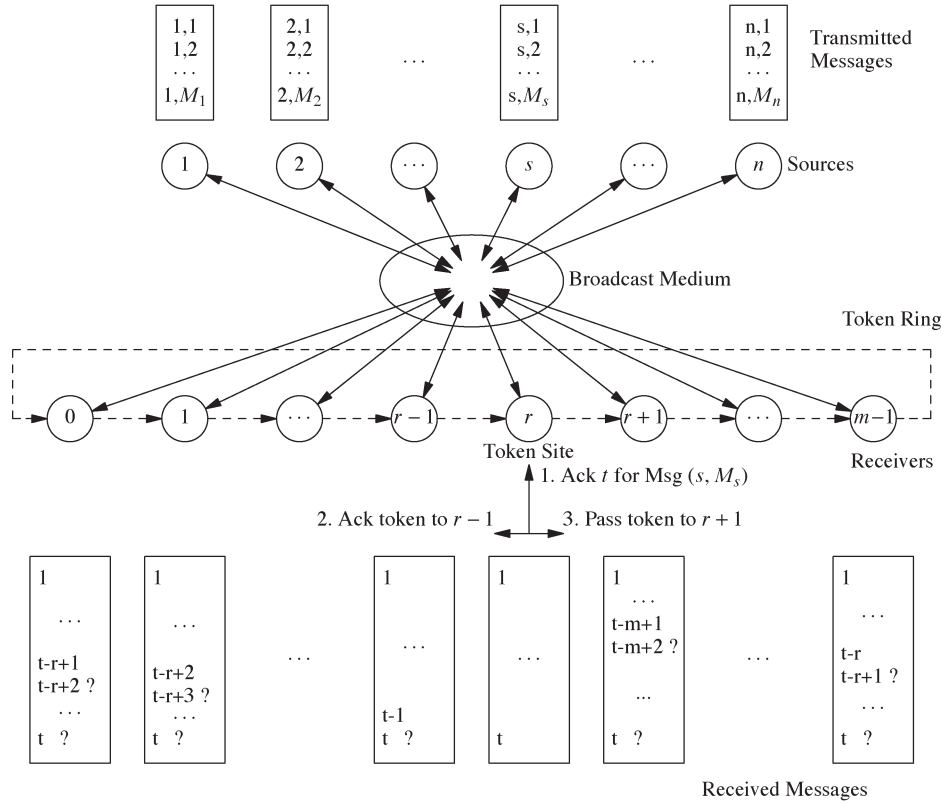 1,1 2,1 s,1 n,1
1,2 2,2 s,2 n,2
... ... ... ... ... ...
1,M₁ 2,M₂ s,Mₛ n,Mₙ
Transmitted
Messages
1 2 ... s ... n Sources
Broadcast Medium
Token Ring
0 1 ... r – 1 r r + 1 ... m–1
Token Site
Receivers
1. Ack t for Msg (s, Mₛ)
2. Ack token to r – 1
3. Pass token to r + 1
1
...
t-r+1
t-r+2 ?
...
t ?
1
...
t-r+2
t-r+3 ?
...
t ?
...
1
...
t-1
t ?
1
...
t
1
...
t-m+1
t-m+2 ?
...
t ?
...
1
...
t-r
t-r+1 ?
...
t ?
Received Messages